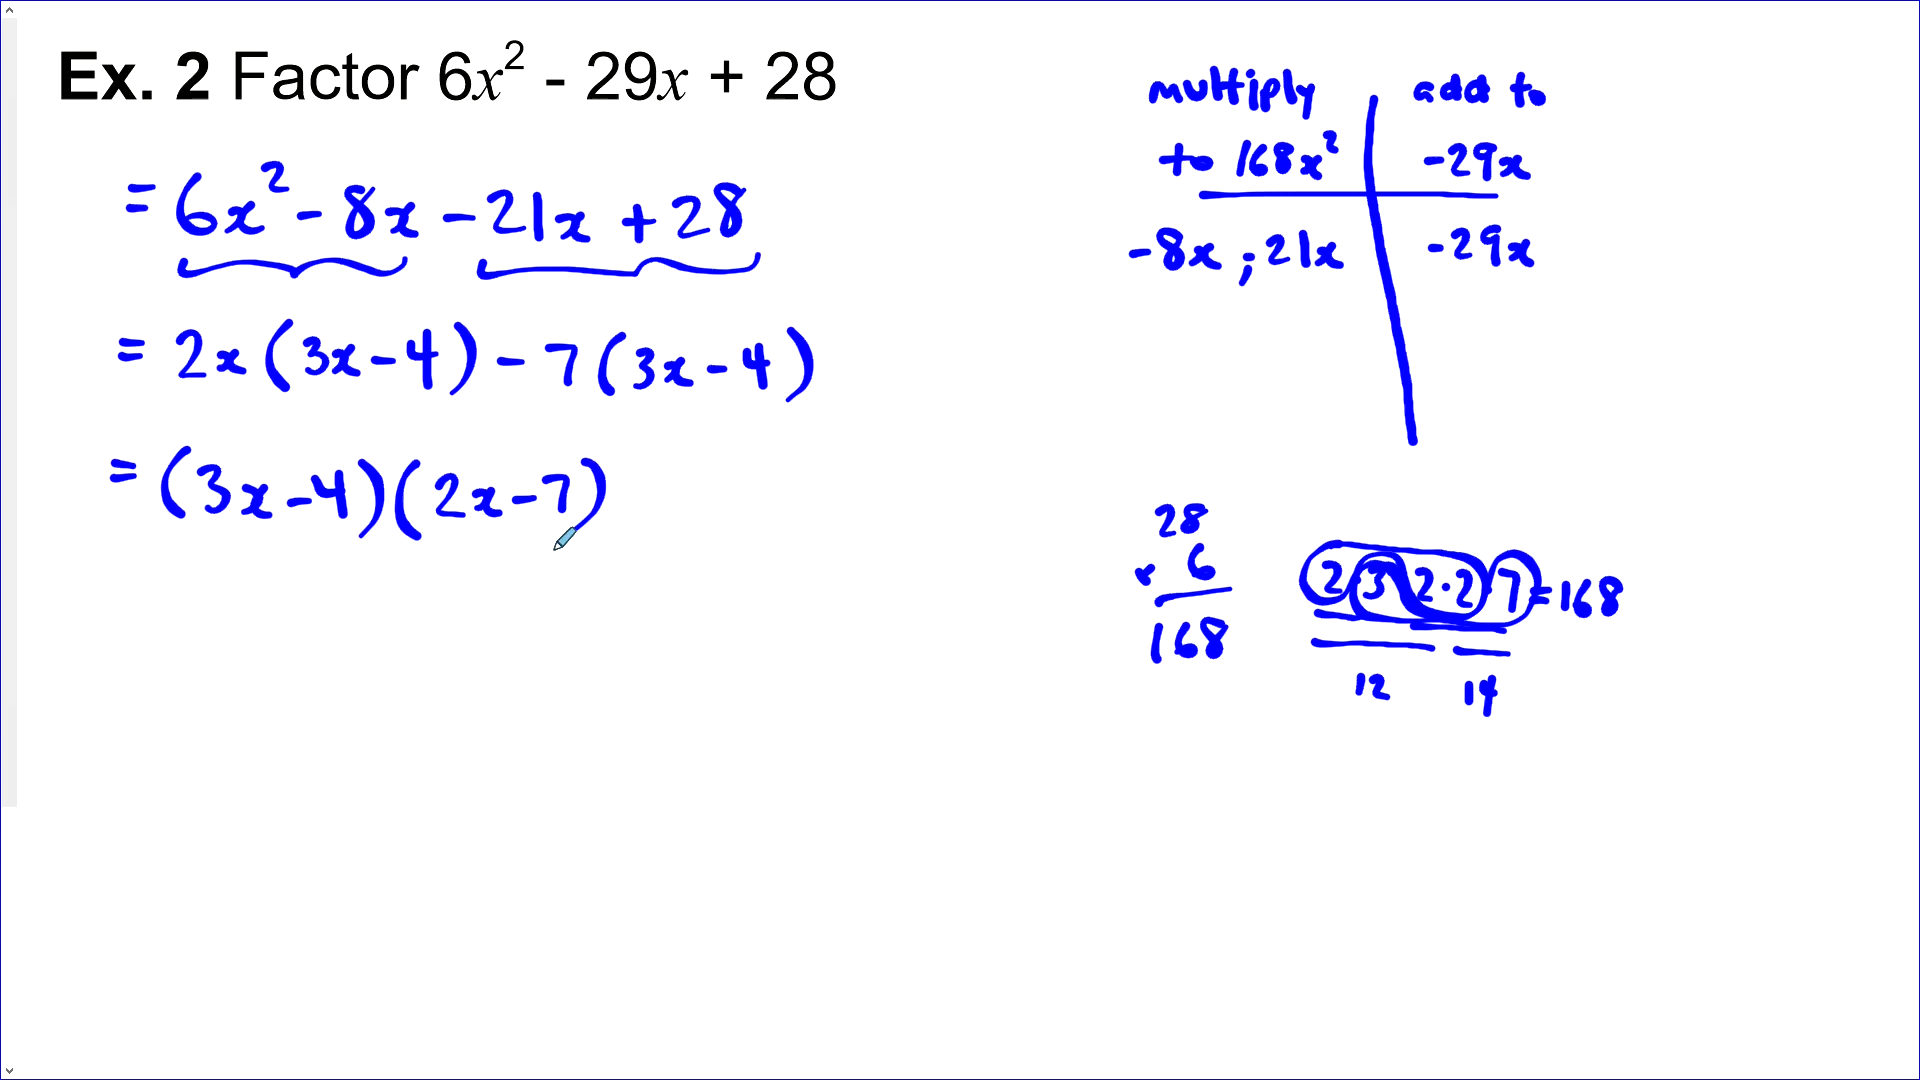 Ex. 2 Factor 6x² - 29x + 28
= 6x² - 8x - 21x + 28
= 2x(3x-4) - 7(3x-4)
= (3x-4)(2x-7)
multiply | add to
to 168x² | -29x
-8x ; 21x | -29x
28
× 6
168
2 3 2·2 7 = 168
12 14